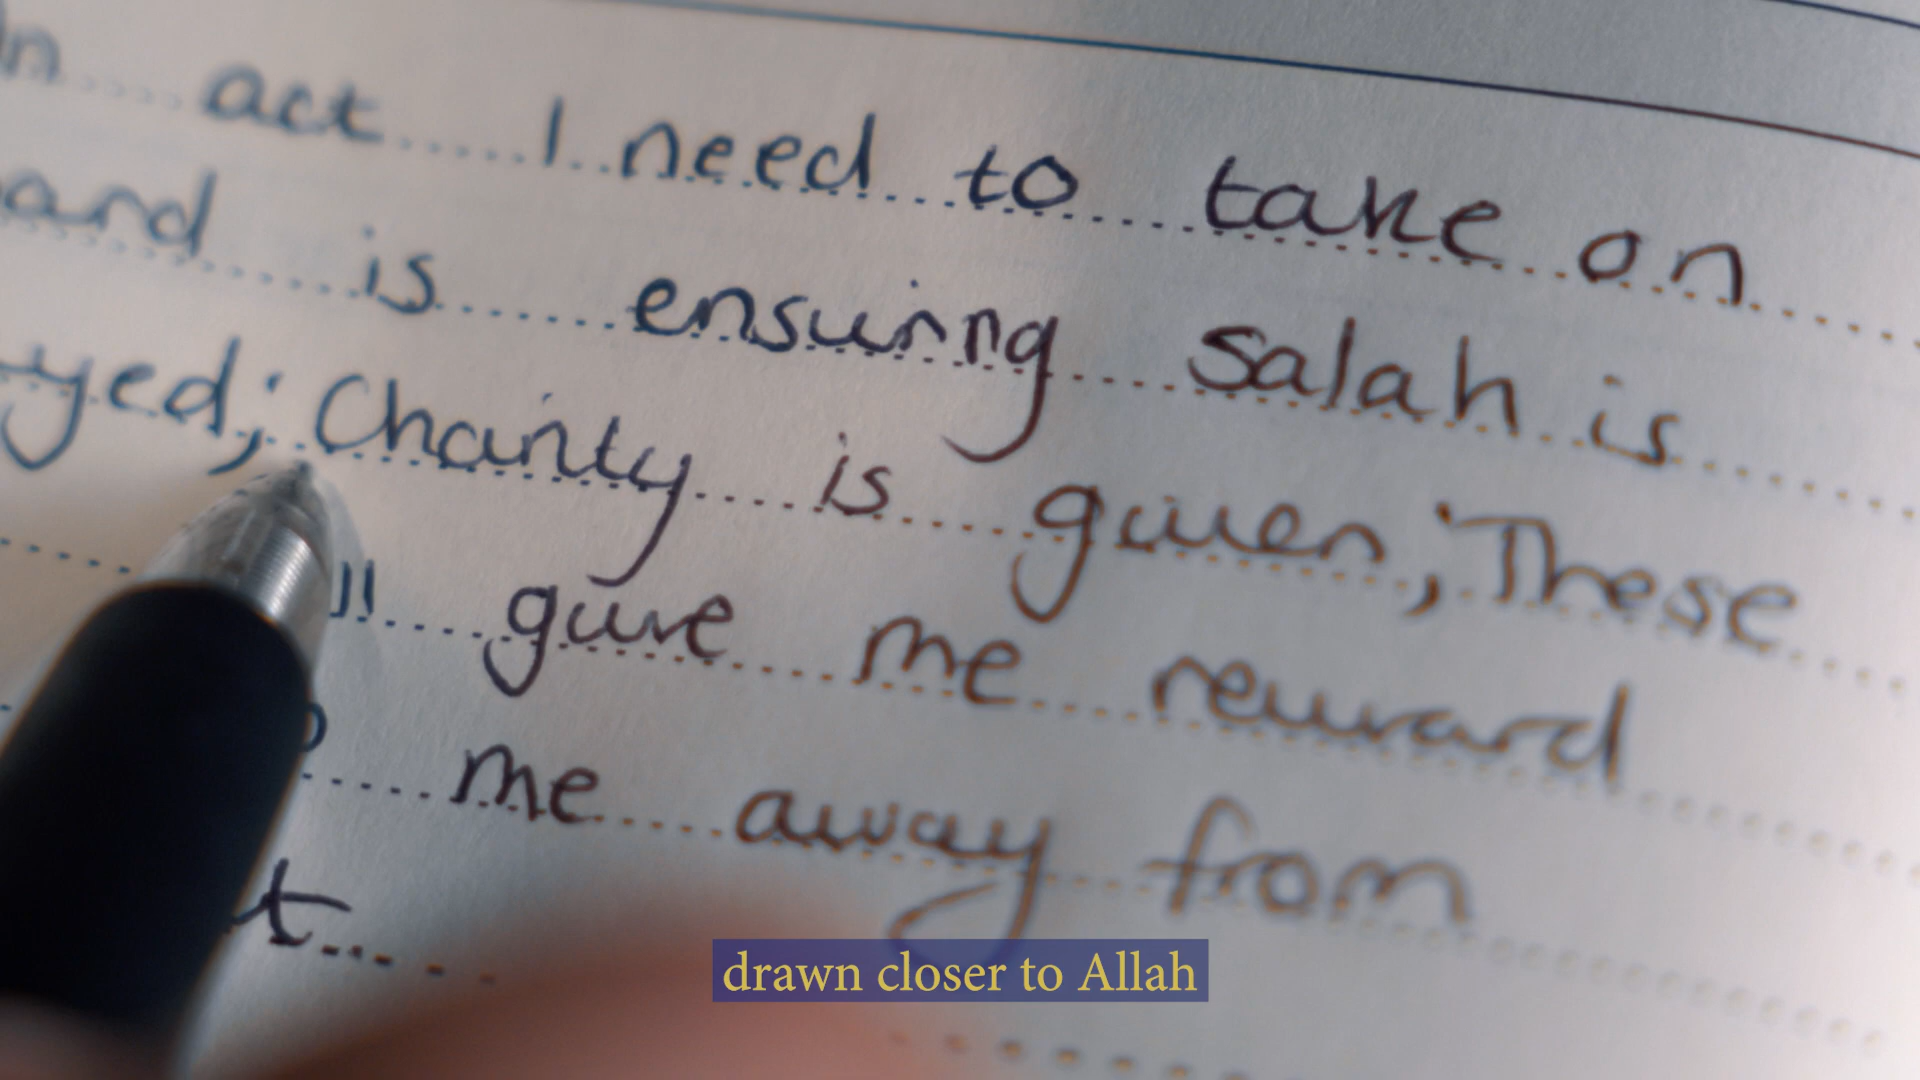 act I need to take on
is ensuring salah is
Charity is given; These
give me reward
me away from
drawn closer to Allah